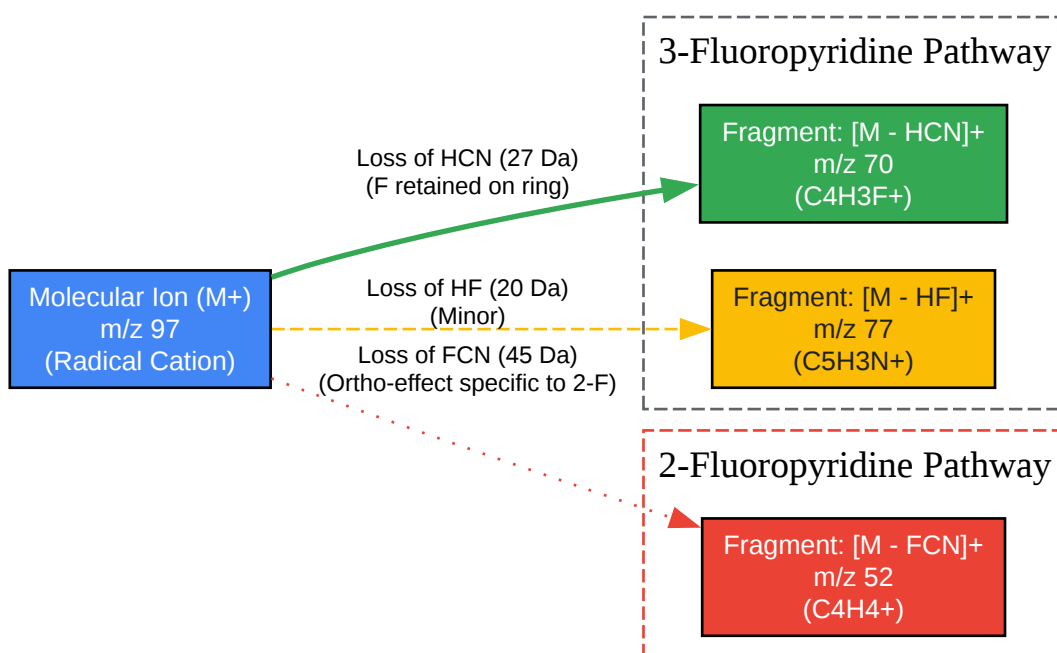 3-Fluoropyridine Pathway
Fragment: [M - HCN]+
m/z 70
(C4H3F+)
Loss of HCN (27 Da)
(F retained on ring)
Molecular Ion (M+)
m/z 97
(Radical Cation)
Loss of HF (20 Da)
(Minor)
Fragment: [M - HF]+
m/z 77
(C5H3N+)
Loss of FCN (45 Da)
(Ortho-effect specific to 2-F)
2-Fluoropyridine Pathway
Fragment: [M - FCN]+
m/z 52
(C4H4+)